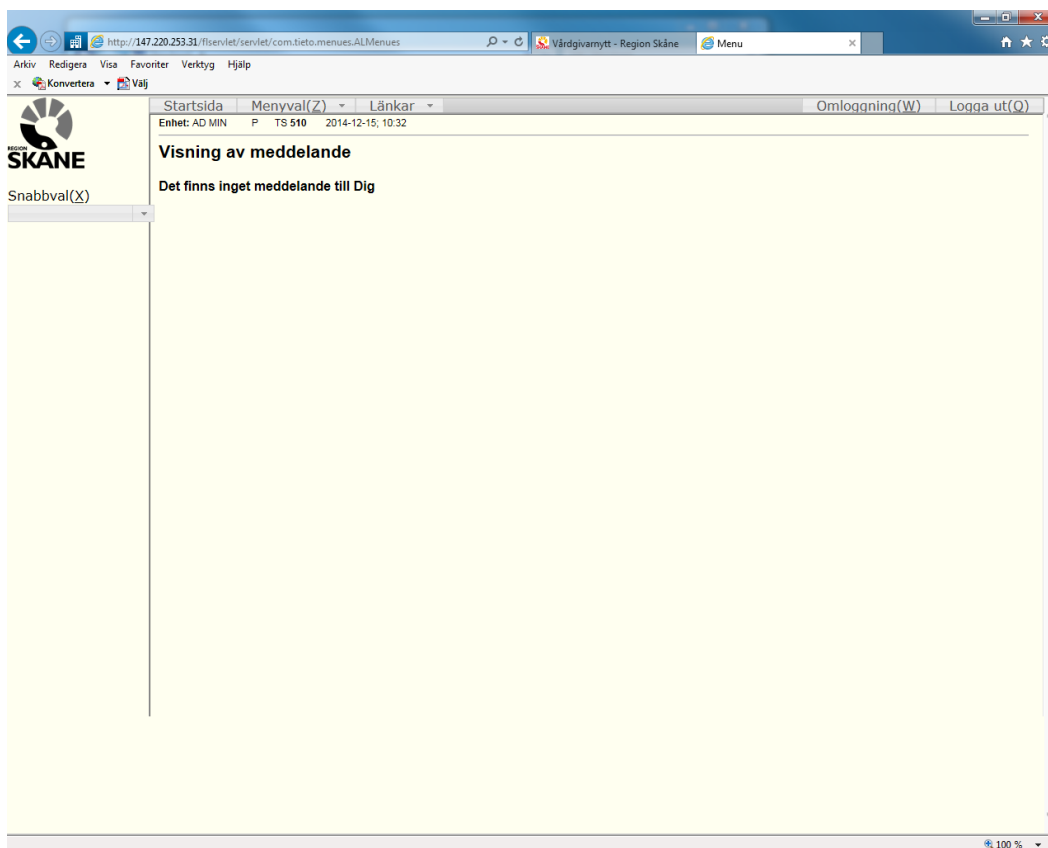 http://147.220.253.31/flservlet/servlet/com.tieto.menues.ALMenues
Vårdgivarnytt - Region Skåne
Menu
Arkiv Redigera Visa Favoriter Verktyg Hjälp
x Konvertera Välj
Startsida Menyval(Z) Länkar Omloggning(W) Logga ut(Q)
Enhet: AD MIN P TS 510 2014-12-15; 10:32
REGION
SKÅNE
Visning av meddelande
Det finns inget meddelande till Dig
Snabbval(X)
100 %